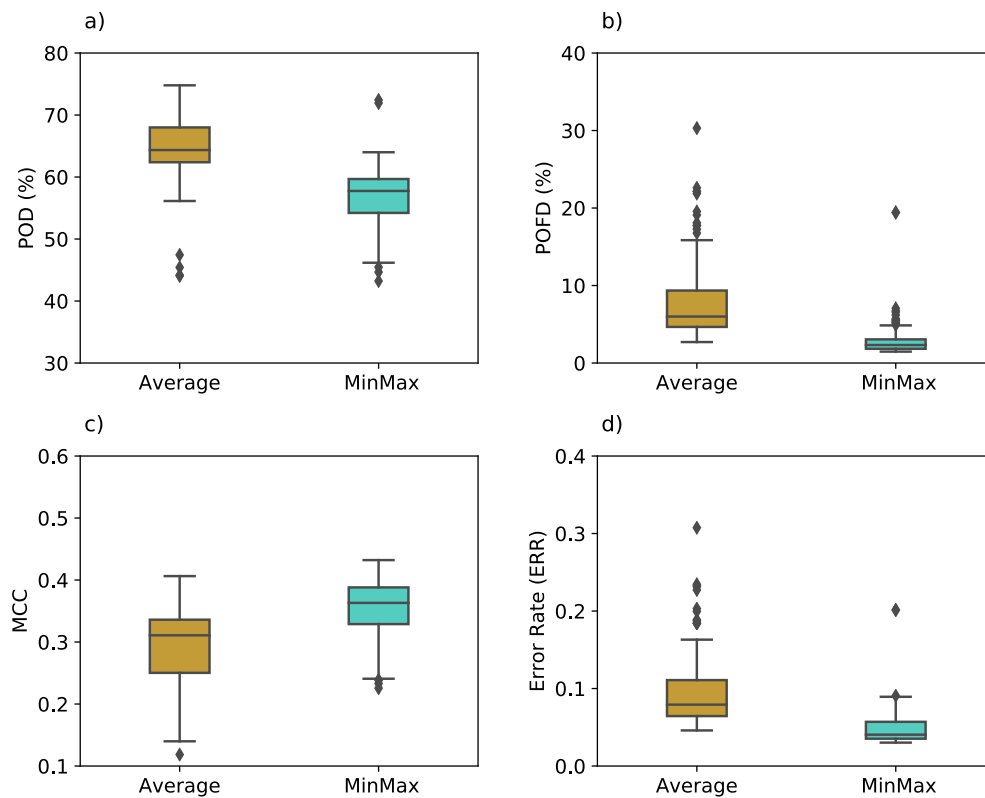 a)
80
70
60
50
40
30
POD (%)
Average
MinMax
b)
40
30
20
10
0
POFD (%)
Average
MinMax
c)
0.6
0.5
0.4
0.3
0.2
0.1
MCC
Average
MinMax
d)
0.4
0.3
0.2
0.1
0.0
Error Rate (ERR)
Average
MinMax